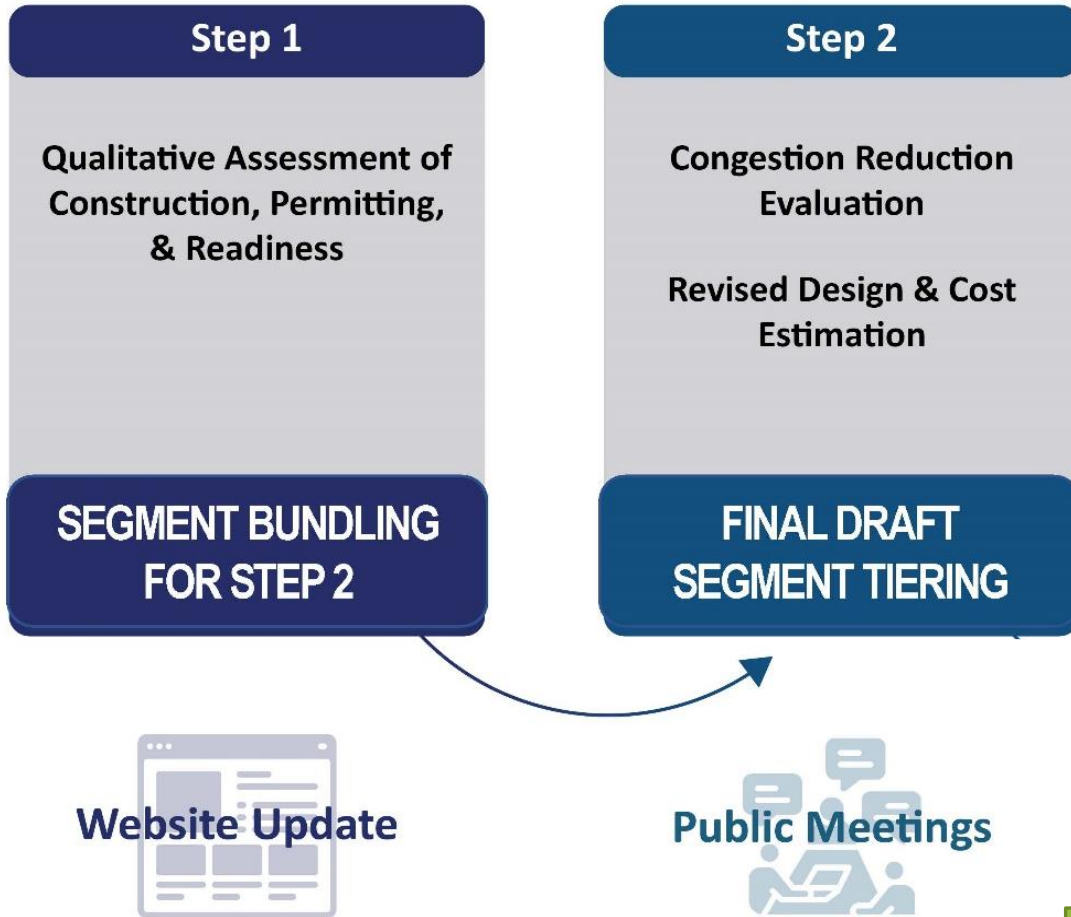 Step 1
Qualitative Assessment of
Construction, Permitting,
& Readiness
SEGMENT BUNDLING
FOR STEP 2
Website Update
Step 2
Congestion Reduction
Evaluation
Revised Design & Cost
Estimation
FINAL DRAFT
SEGMENT TIERING
Public Meetings